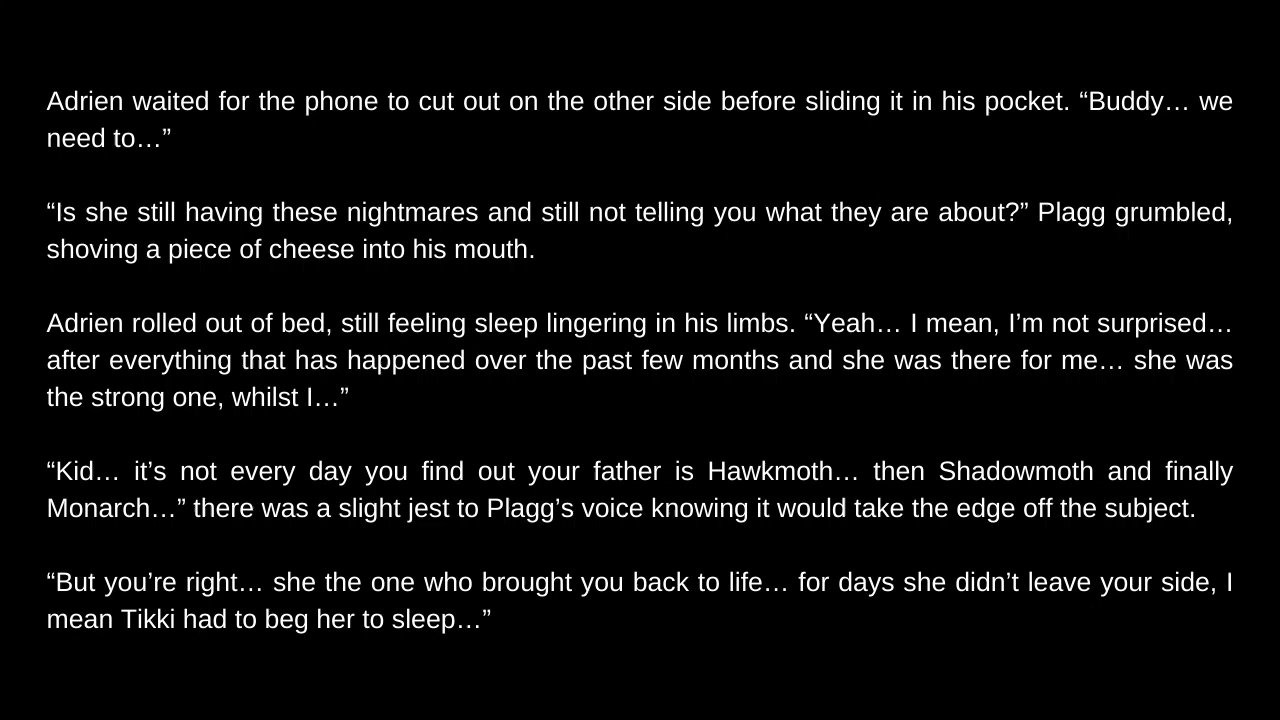 Adrien waited for the phone to cut out on the other side before sliding it in his pocket. “Buddy… we
need to…”
“Is she still having these nightmares and still not telling you what they are about?” Plagg grumbled,
shoving a piece of cheese into his mouth.
Adrien rolled out of bed, still feeling sleep lingering in his limbs. “Yeah… I mean, I’m not surprised…
after everything that has happened over the past few months and she was there for me… she was
the strong one, whilst I…”
“Kid… it’s not every day you find out your father is Hawkmoth… then Shadowmoth and finally
Monarch…” there was a slight jest to Plagg’s voice knowing it would take the edge off the subject.
“But you’re right… she the one who brought you back to life… for days she didn’t leave your side, I
mean Tikki had to beg her to sleep…”